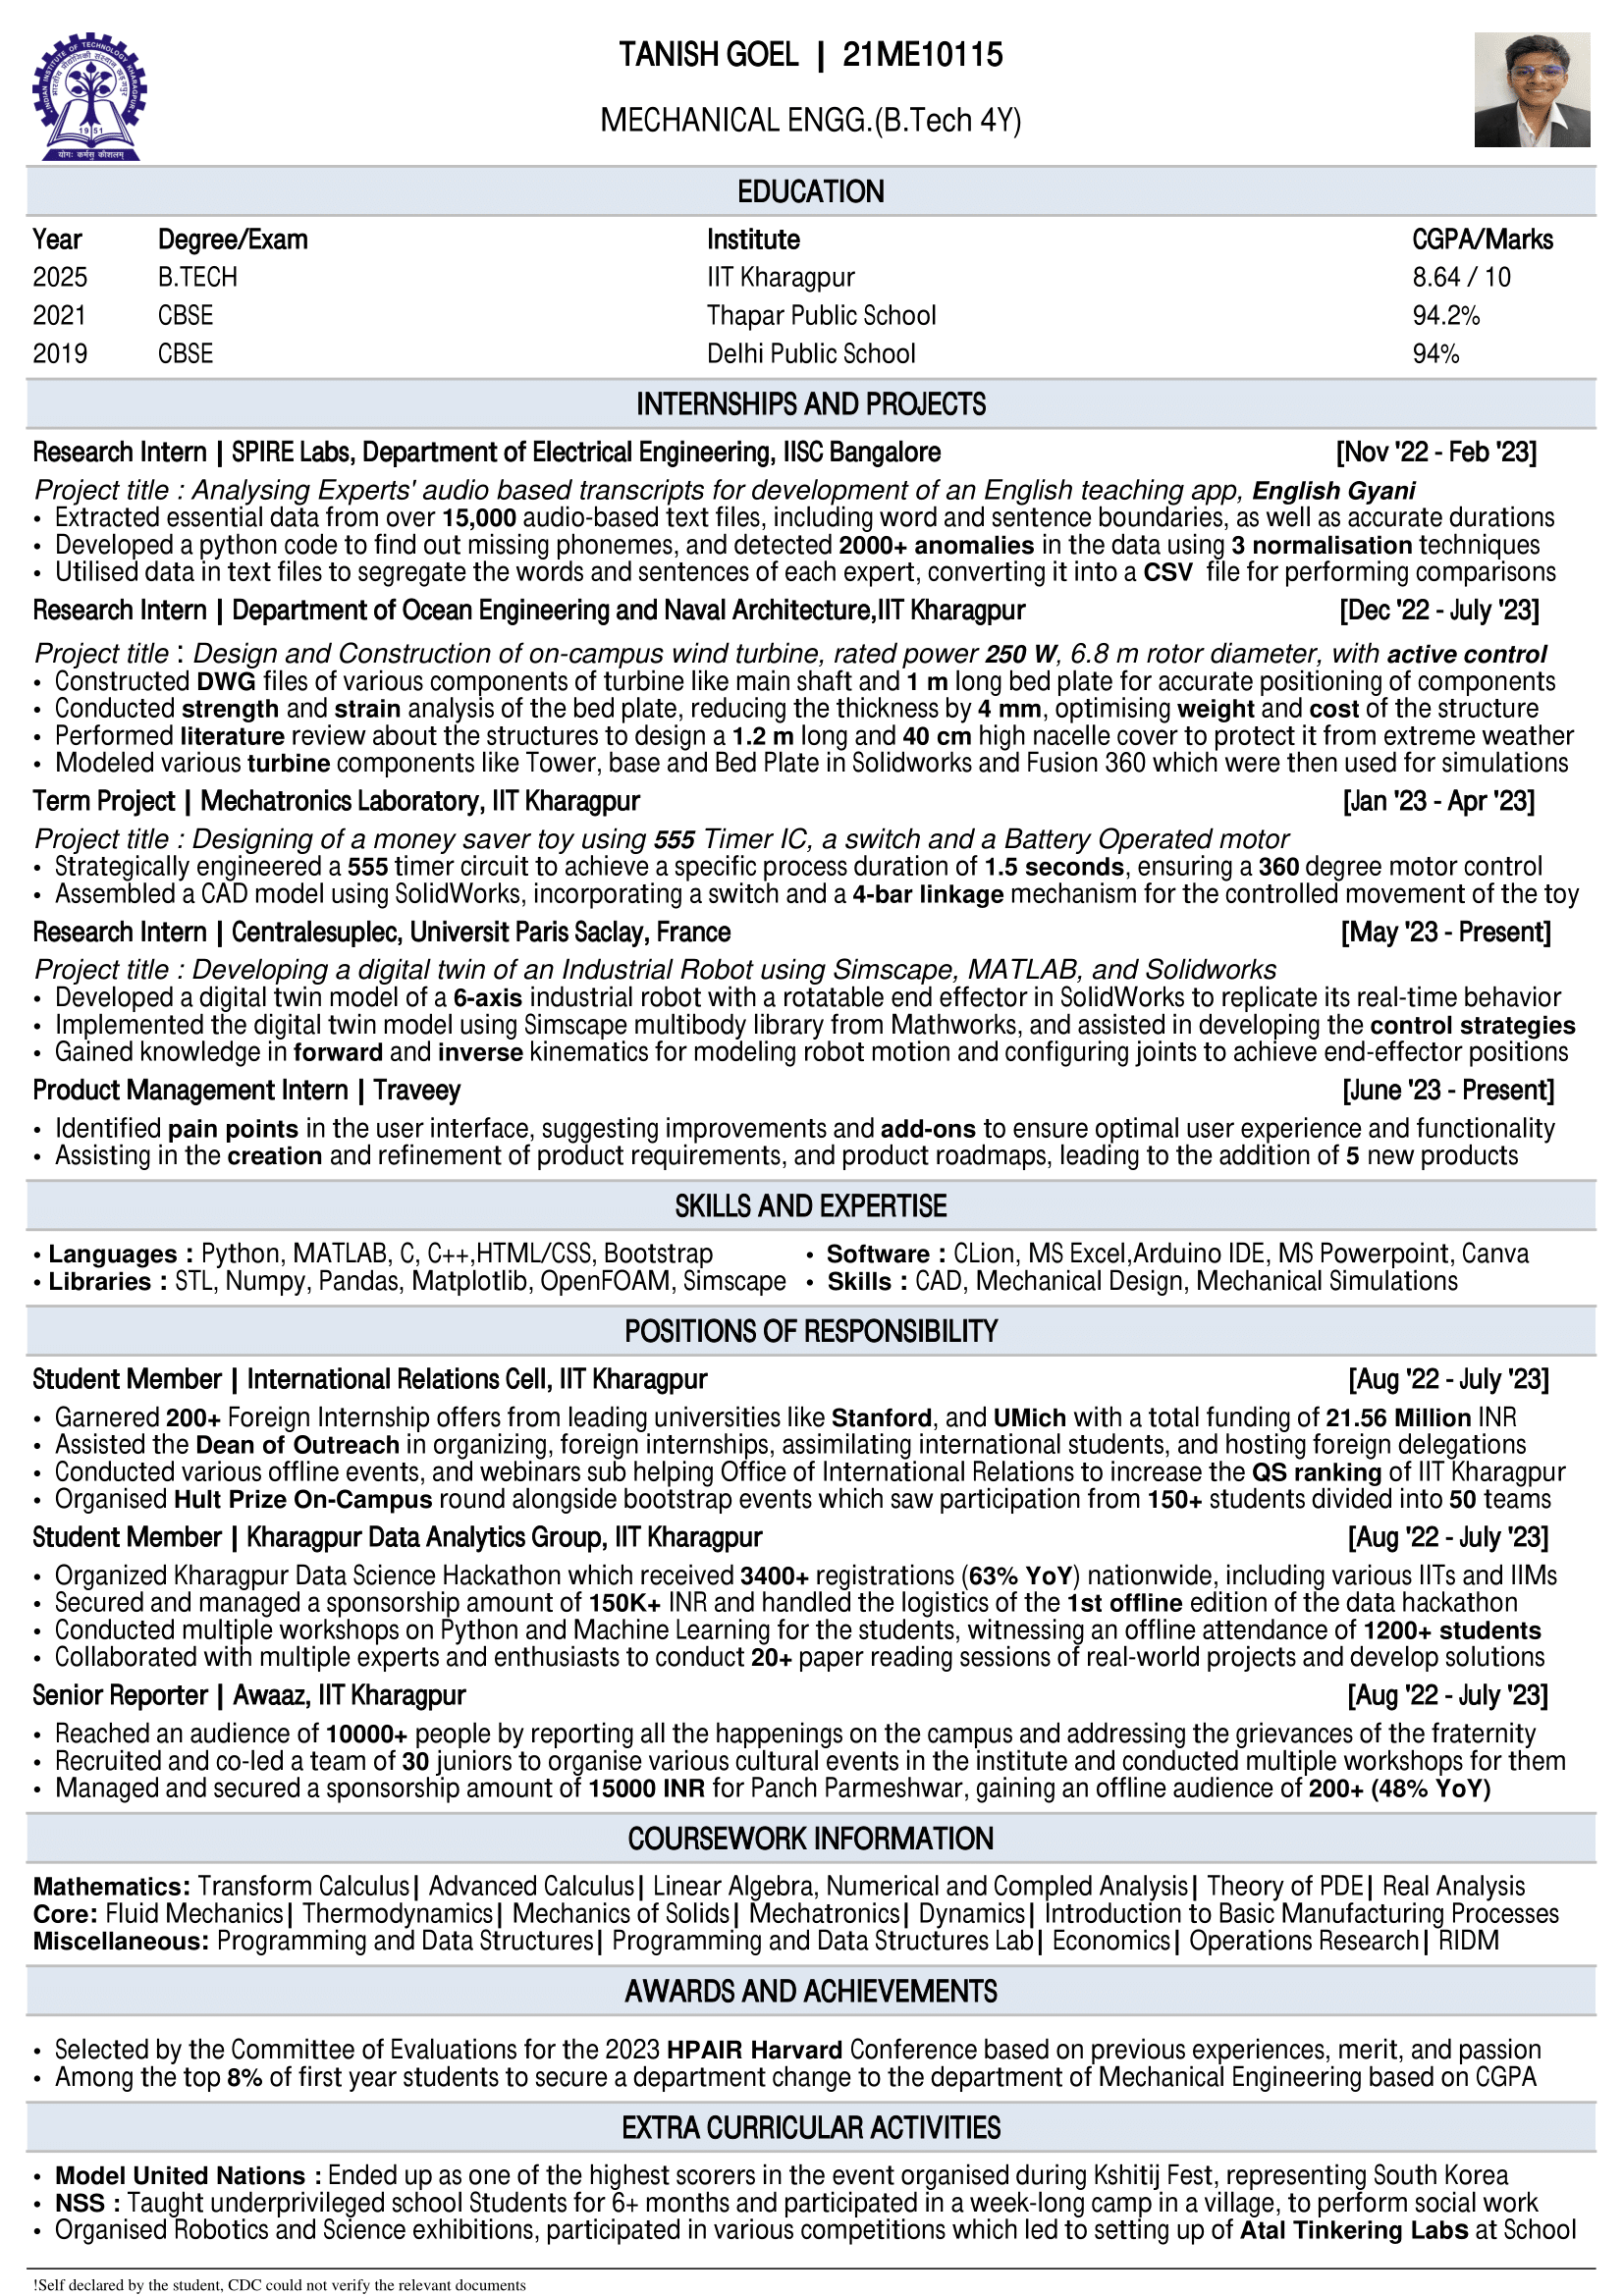 INDIAN INSTITUTE OF TECHNOLOGY KHARAGPUR
1951
योगः कर्मसु कौशलम्
TANISH GOEL | 21ME10115
MECHANICAL ENGG.(B.Tech 4Y)
EDUCATION
Year Degree/Exam Institute CGPA/Marks
2025 B.TECH IIT Kharagpur 8.64 / 10
2021 CBSE Thapar Public School 94.2%
2019 CBSE Delhi Public School 94%
INTERNSHIPS AND PROJECTS
Research Intern | SPIRE Labs, Department of Electrical Engineering, IISC Bangalore [Nov '22 - Feb '23]
Project title : Analysing Experts' audio based transcripts for development of an English teaching app, English Gyani
• Extracted essential data from over 15,000 audio-based text files, including word and sentence boundaries, as well as accurate durations
• Developed a python code to find out missing phonemes, and detected 2000+ anomalies in the data using 3 normalisation techniques
• Utilised data in text files to segregate the words and sentences of each expert, converting it into a CSV file for performing comparisons
Research Intern | Department of Ocean Engineering and Naval Architecture,IIT Kharagpur [Dec '22 - July '23]
Project title : Design and Construction of on-campus wind turbine, rated power 250 W, 6.8 m rotor diameter, with active control
• Constructed DWG files of various components of turbine like main shaft and 1 m long bed plate for accurate positioning of components
• Conducted strength and strain analysis of the bed plate, reducing the thickness by 4 mm, optimising weight and cost of the structure
• Performed literature review about the structures to design a 1.2 m long and 40 cm high nacelle cover to protect it from extreme weather
• Modeled various turbine components like Tower, base and Bed Plate in Solidworks and Fusion 360 which were then used for simulations
Term Project | Mechatronics Laboratory, IIT Kharagpur [Jan '23 - Apr '23]
Project title : Designing of a money saver toy using 555 Timer IC, a switch and a Battery Operated motor
• Strategically engineered a 555 timer circuit to achieve a specific process duration of 1.5 seconds, ensuring a 360 degree motor control
• Assembled a CAD model using SolidWorks, incorporating a switch and a 4-bar linkage mechanism for the controlled movement of the toy
Research Intern | Centralesuplec, Universit Paris Saclay, France [May '23 - Present]
Project title : Developing a digital twin of an Industrial Robot using Simscape, MATLAB, and Solidworks
• Developed a digital twin model of a 6-axis industrial robot with a rotatable end effector in SolidWorks to replicate its real-time behavior
• Implemented the digital twin model using Simscape multibody library from Mathworks, and assisted in developing the control strategies
• Gained knowledge in forward and inverse kinematics for modeling robot motion and configuring joints to achieve end-effector positions
Product Management Intern | Traveey [June '23 - Present]
• Identified pain points in the user interface, suggesting improvements and add-ons to ensure optimal user experience and functionality
• Assisting in the creation and refinement of product requirements, and product roadmaps, leading to the addition of 5 new products
SKILLS AND EXPERTISE
• Languages : Python, MATLAB, C, C++,HTML/CSS, Bootstrap • Software : CLion, MS Excel,Arduino IDE, MS Powerpoint, Canva
• Libraries : STL, Numpy, Pandas, Matplotlib, OpenFOAM, Simscape • Skills : CAD, Mechanical Design, Mechanical Simulations
POSITIONS OF RESPONSIBILITY
Student Member | International Relations Cell, IIT Kharagpur [Aug '22 - July '23]
• Garnered 200+ Foreign Internship offers from leading universities like Stanford, and UMich with a total funding of 21.56 Million INR
• Assisted the Dean of Outreach in organizing, foreign internships, assimilating international students, and hosting foreign delegations
• Conducted various offline events, and webinars sub helping Office of International Relations to increase the QS ranking of IIT Kharagpur
• Organised Hult Prize On-Campus round alongside bootstrap events which saw participation from 150+ students divided into 50 teams
Student Member | Kharagpur Data Analytics Group, IIT Kharagpur [Aug '22 - July '23]
• Organized Kharagpur Data Science Hackathon which received 3400+ registrations (63% YoY) nationwide, including various IITs and IIMs
• Secured and managed a sponsorship amount of 150K+ INR and handled the logistics of the 1st offline edition of the data hackathon
• Conducted multiple workshops on Python and Machine Learning for the students, witnessing an offline attendance of 1200+ students
• Collaborated with multiple experts and enthusiasts to conduct 20+ paper reading sessions of real-world projects and develop solutions
Senior Reporter | Awaaz, IIT Kharagpur [Aug '22 - July '23]
• Reached an audience of 10000+ people by reporting all the happenings on the campus and addressing the grievances of the fraternity
• Recruited and co-led a team of 30 juniors to organise various cultural events in the institute and conducted multiple workshops for them
• Managed and secured a sponsorship amount of 15000 INR for Panch Parmeshwar, gaining an offline audience of 200+ (48% YoY)
COURSEWORK INFORMATION
Mathematics: Transform Calculus| Advanced Calculus| Linear Algebra, Numerical and Compled Analysis| Theory of PDE| Real Analysis
Core: Fluid Mechanics| Thermodynamics| Mechanics of Solids| Mechatronics| Dynamics| Introduction to Basic Manufacturing Processes
Miscellaneous: Programming and Data Structures| Programming and Data Structures Lab| Economics| Operations Research| RIDM
AWARDS AND ACHIEVEMENTS
• Selected by the Committee of Evaluations for the 2023 HPAIR Harvard Conference based on previous experiences, merit, and passion
• Among the top 8% of first year students to secure a department change to the department of Mechanical Engineering based on CGPA
EXTRA CURRICULAR ACTIVITIES
• Model United Nations : Ended up as one of the highest scorers in the event organised during Kshitij Fest, representing South Korea
• NSS : Taught underprivileged school Students for 6+ months and participated in a week-long camp in a village, to perform social work
• Organised Robotics and Science exhibitions, participated in various competitions which led to setting up of Atal Tinkering Labs at School
!Self declared by the student, CDC could not verify the relevant documents